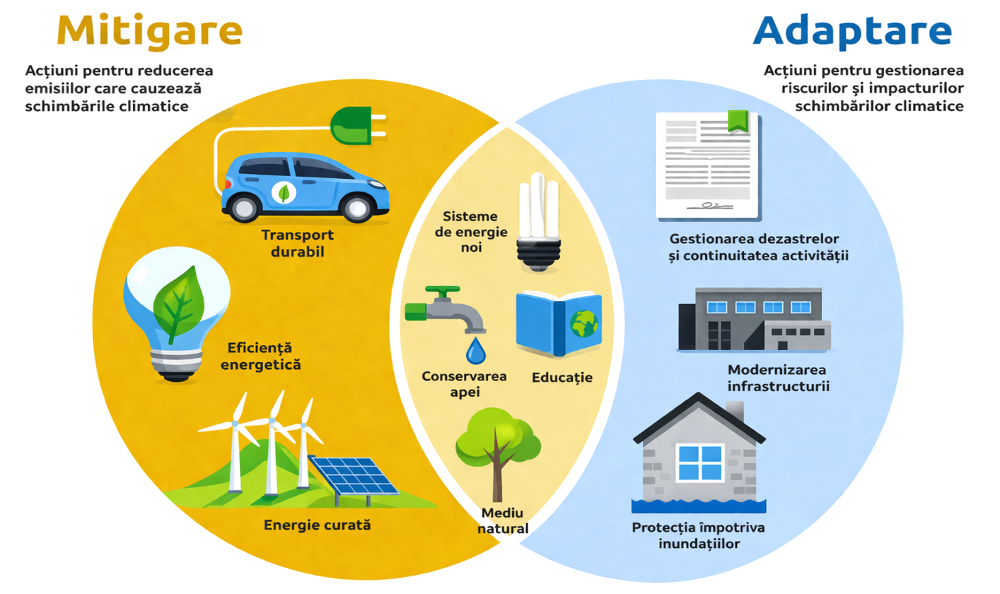 Mitigare
Acțiuni pentru reducerea
emisiilor care cauzează
schimbările climatice
Adaptare
Acțiuni pentru gestionarea
riscurilor și impacturilor
schimbărilor climatice
Transport
durabil
Eficiență
energetică
Energie curată
Sisteme
de energie
noi
Conservarea
apei
Educație
Mediu
natural
Gestionarea dezastrelor
și continuitatea activității
Modernizarea
infrastructurii
Protecția împotriva
inundațiilor